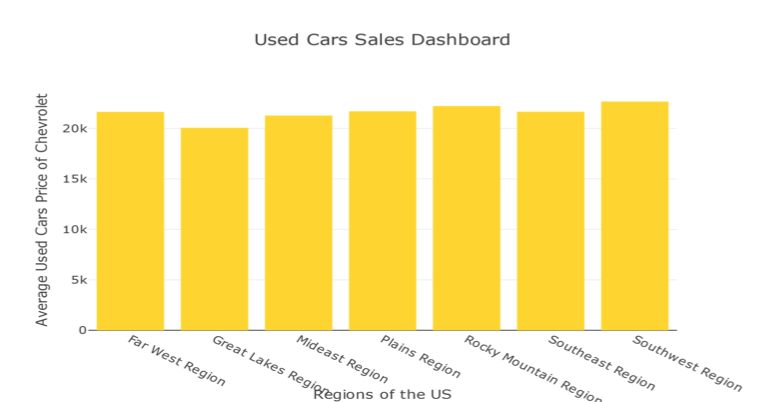 Used Cars Sales Dashboard
Average Used Cars Price of Chevrolet
20k
15k
10k
5k
0
Far West Region
Great Lakes Region
Mideast Region
Plains Region
Rocky Mountain Region
Southeast Region
Southwest Region
Regions of the US